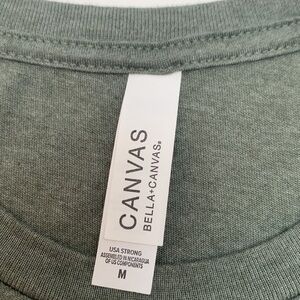 CANVAS
BELLA+CANVAS®
USA STRONG
ASSEMBLED IN NICARAGUA
OF US COMPONENTS
M